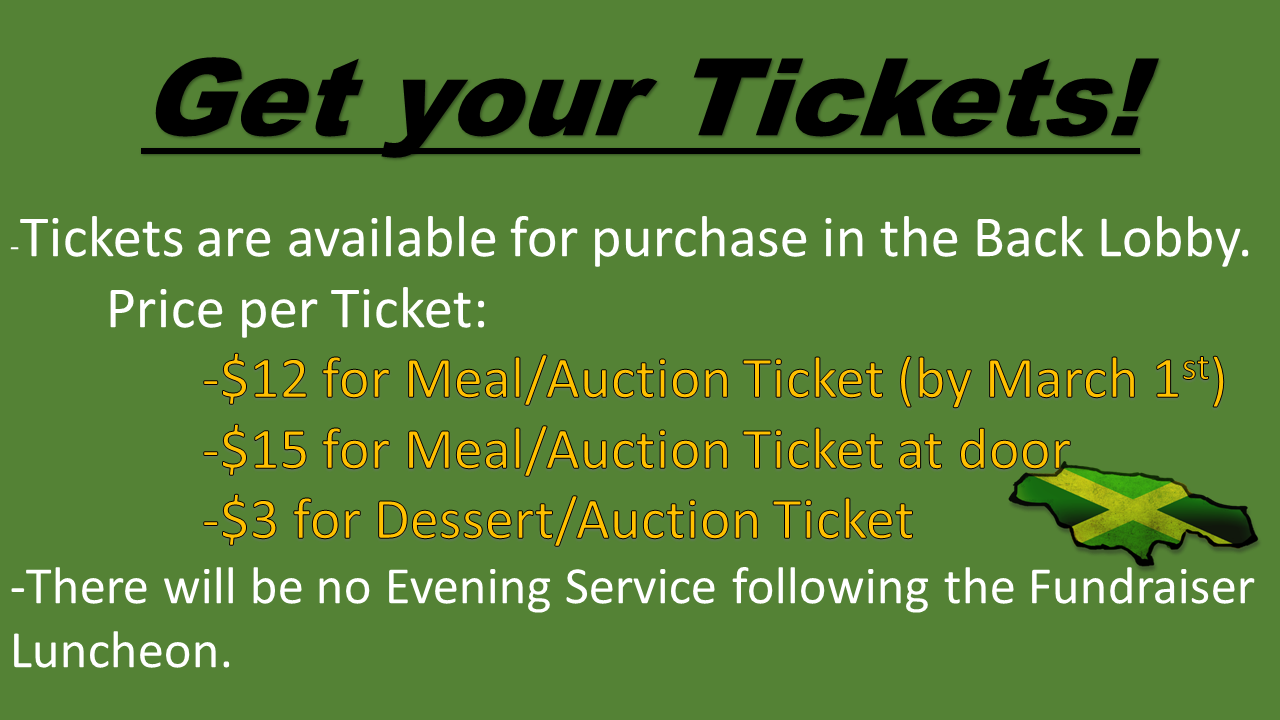 Get your Tickets!
-Tickets are available for purchase in the Back Lobby.
Price per Ticket:
-$12 for Meal/Auction Ticket (by March 1st)
-$15 for Meal/Auction Ticket at door
-$3 for Dessert/Auction Ticket
-There will be no Evening Service following the Fundraiser
Luncheon.